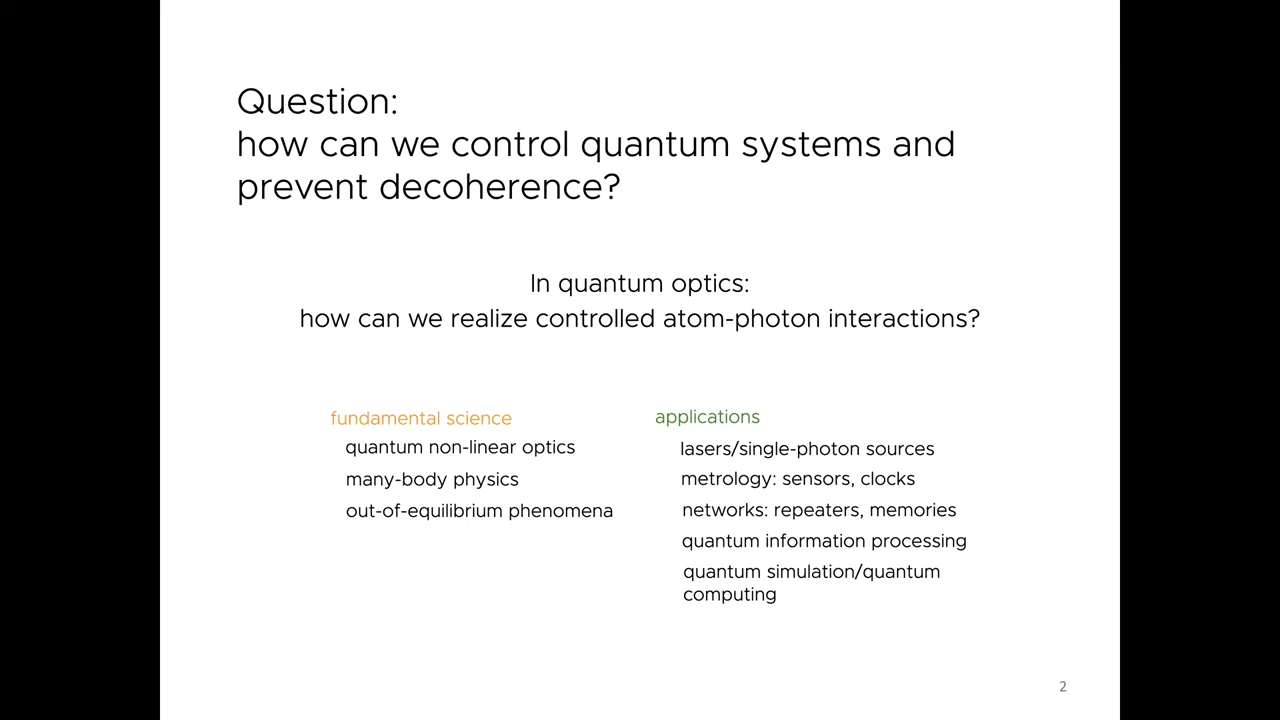 Question:
how can we control quantum systems and
prevent decoherence?
In quantum optics:
how can we realize controlled atom-photon interactions?
fundamental science
quantum non-linear optics
many-body physics
out-of-equilibrium phenomena
applications
lasers/single-photon sources
metrology: sensors, clocks
networks: repeaters, memories
quantum information processing
quantum simulation/quantum
computing
2